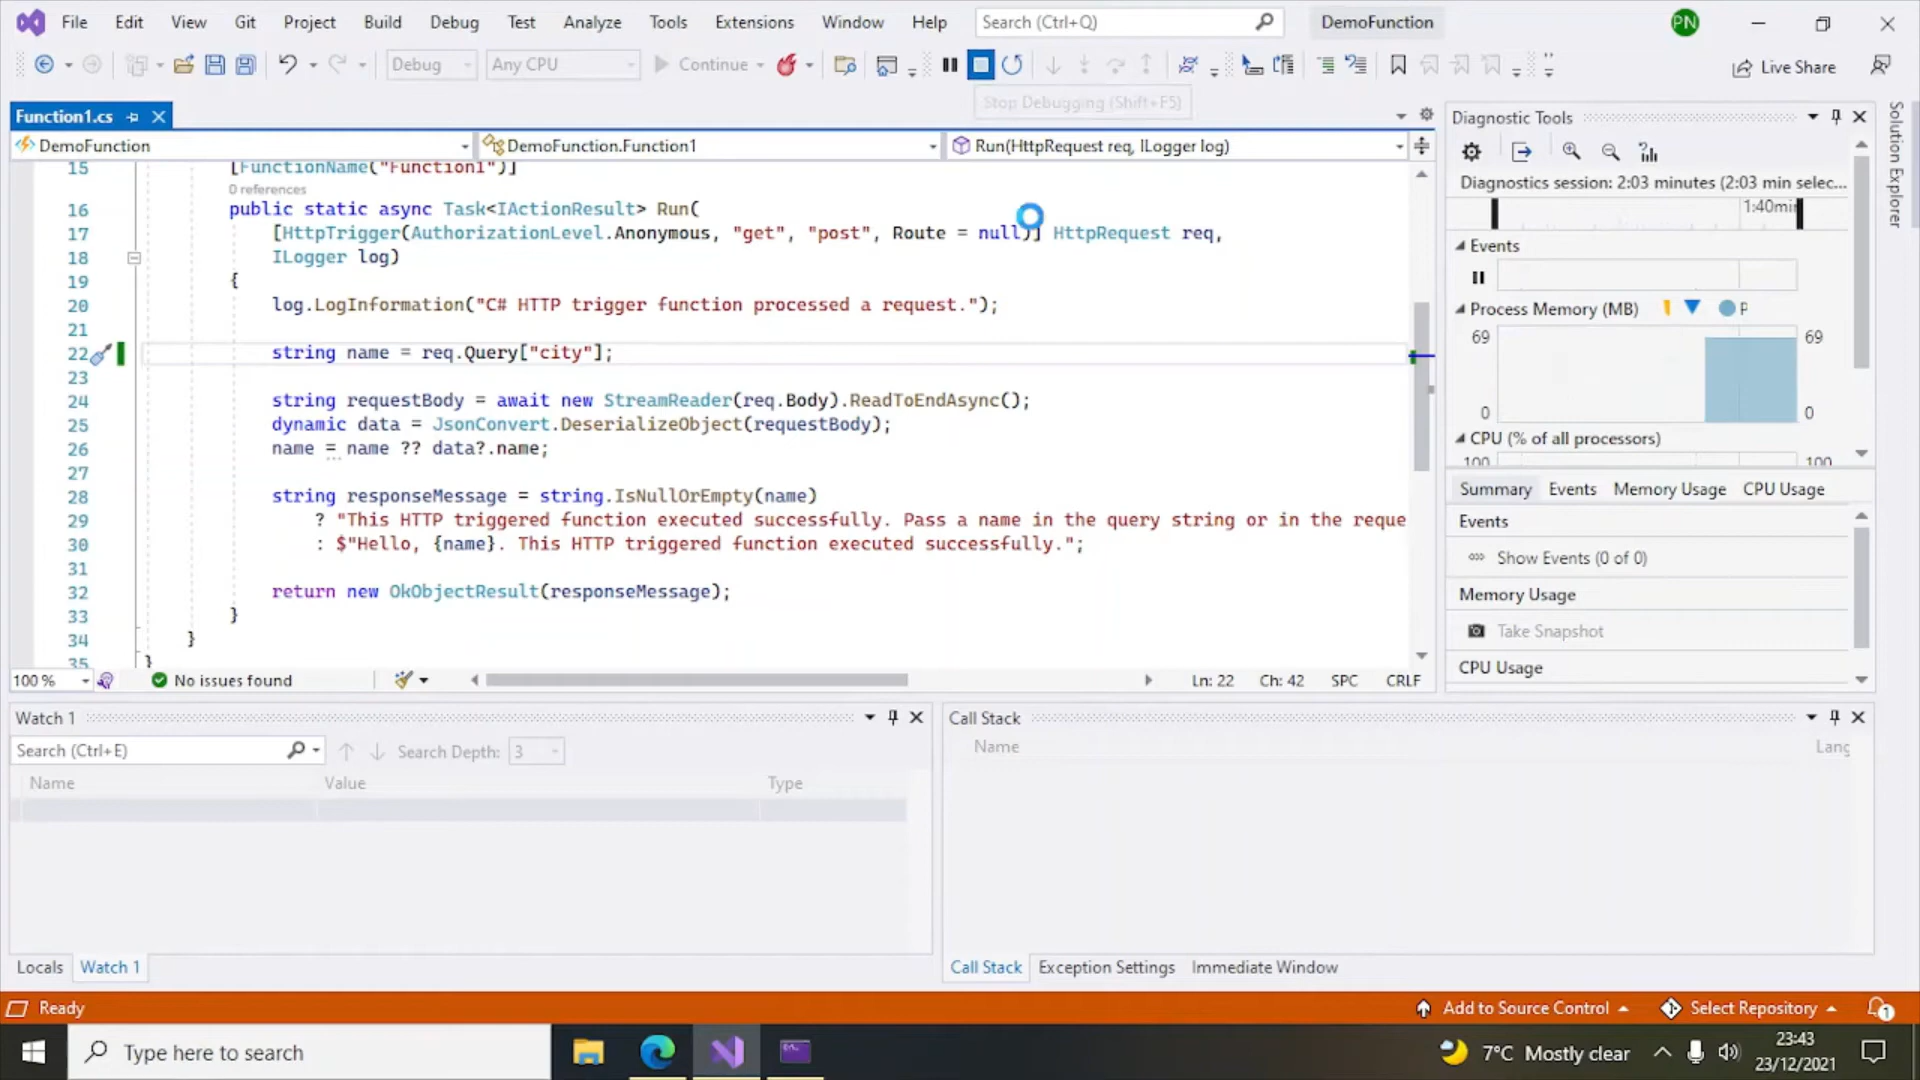 File Edit View Git Project Build Debug Test Analyze Tools Extensions Window Help Search (Ctrl+Q) DemoFunction PN
Debug Any CPU Continue Live Share
Stop Debugging (Shift+F5)
Function1.cs
DemoFunction DemoFunction.Function1 Run(HttpRequest req, ILogger log)
15 [FunctionName("Function1")]
0 references
16 public static async Task<IActionResult> Run(
17 [HttpTrigger(AuthorizationLevel.Anonymous, "get", "post", Route = null)] HttpRequest req,
18 ILogger log)
19 {
20 log.LogInformation("C# HTTP trigger function processed a request.");
21
22 string name = req.Query["city"];
23
24 string requestBody = await new StreamReader(req.Body).ReadToEndAsync();
25 dynamic data = JsonConvert.DeserializeObject(requestBody);
26 name = name ?? data?.name;
27
28 string responseMessage = string.IsNullOrEmpty(name)
29 ? "This HTTP triggered function executed successfully. Pass a name in the query string or in the reque
30 : $"Hello, {name}. This HTTP triggered function executed successfully.";
31
32 return new OkObjectResult(responseMessage);
33 }
34 }
35 }
100 % No issues found Ln: 22 Ch: 42 SPC CRLF
Diagnostic Tools
Diagnostics session: 2:03 minutes (2:03 min selec...
1:40min
Events
Process Memory (MB) P
69 69
0 0
CPU (% of all processors)
100 100
Summary Events Memory Usage CPU Usage
Events
Show Events (0 of 0)
Memory Usage
Take Snapshot
CPU Usage
Solution Explorer
Watch 1
Search (Ctrl+E) Search Depth: 3
Name Value Type
Locals Watch 1
Call Stack
Name Lang
Call Stack Exception Settings Immediate Window
Ready Add to Source Control Select Repository 1
Type here to search 7°C Mostly clear 23:43
23/12/2021